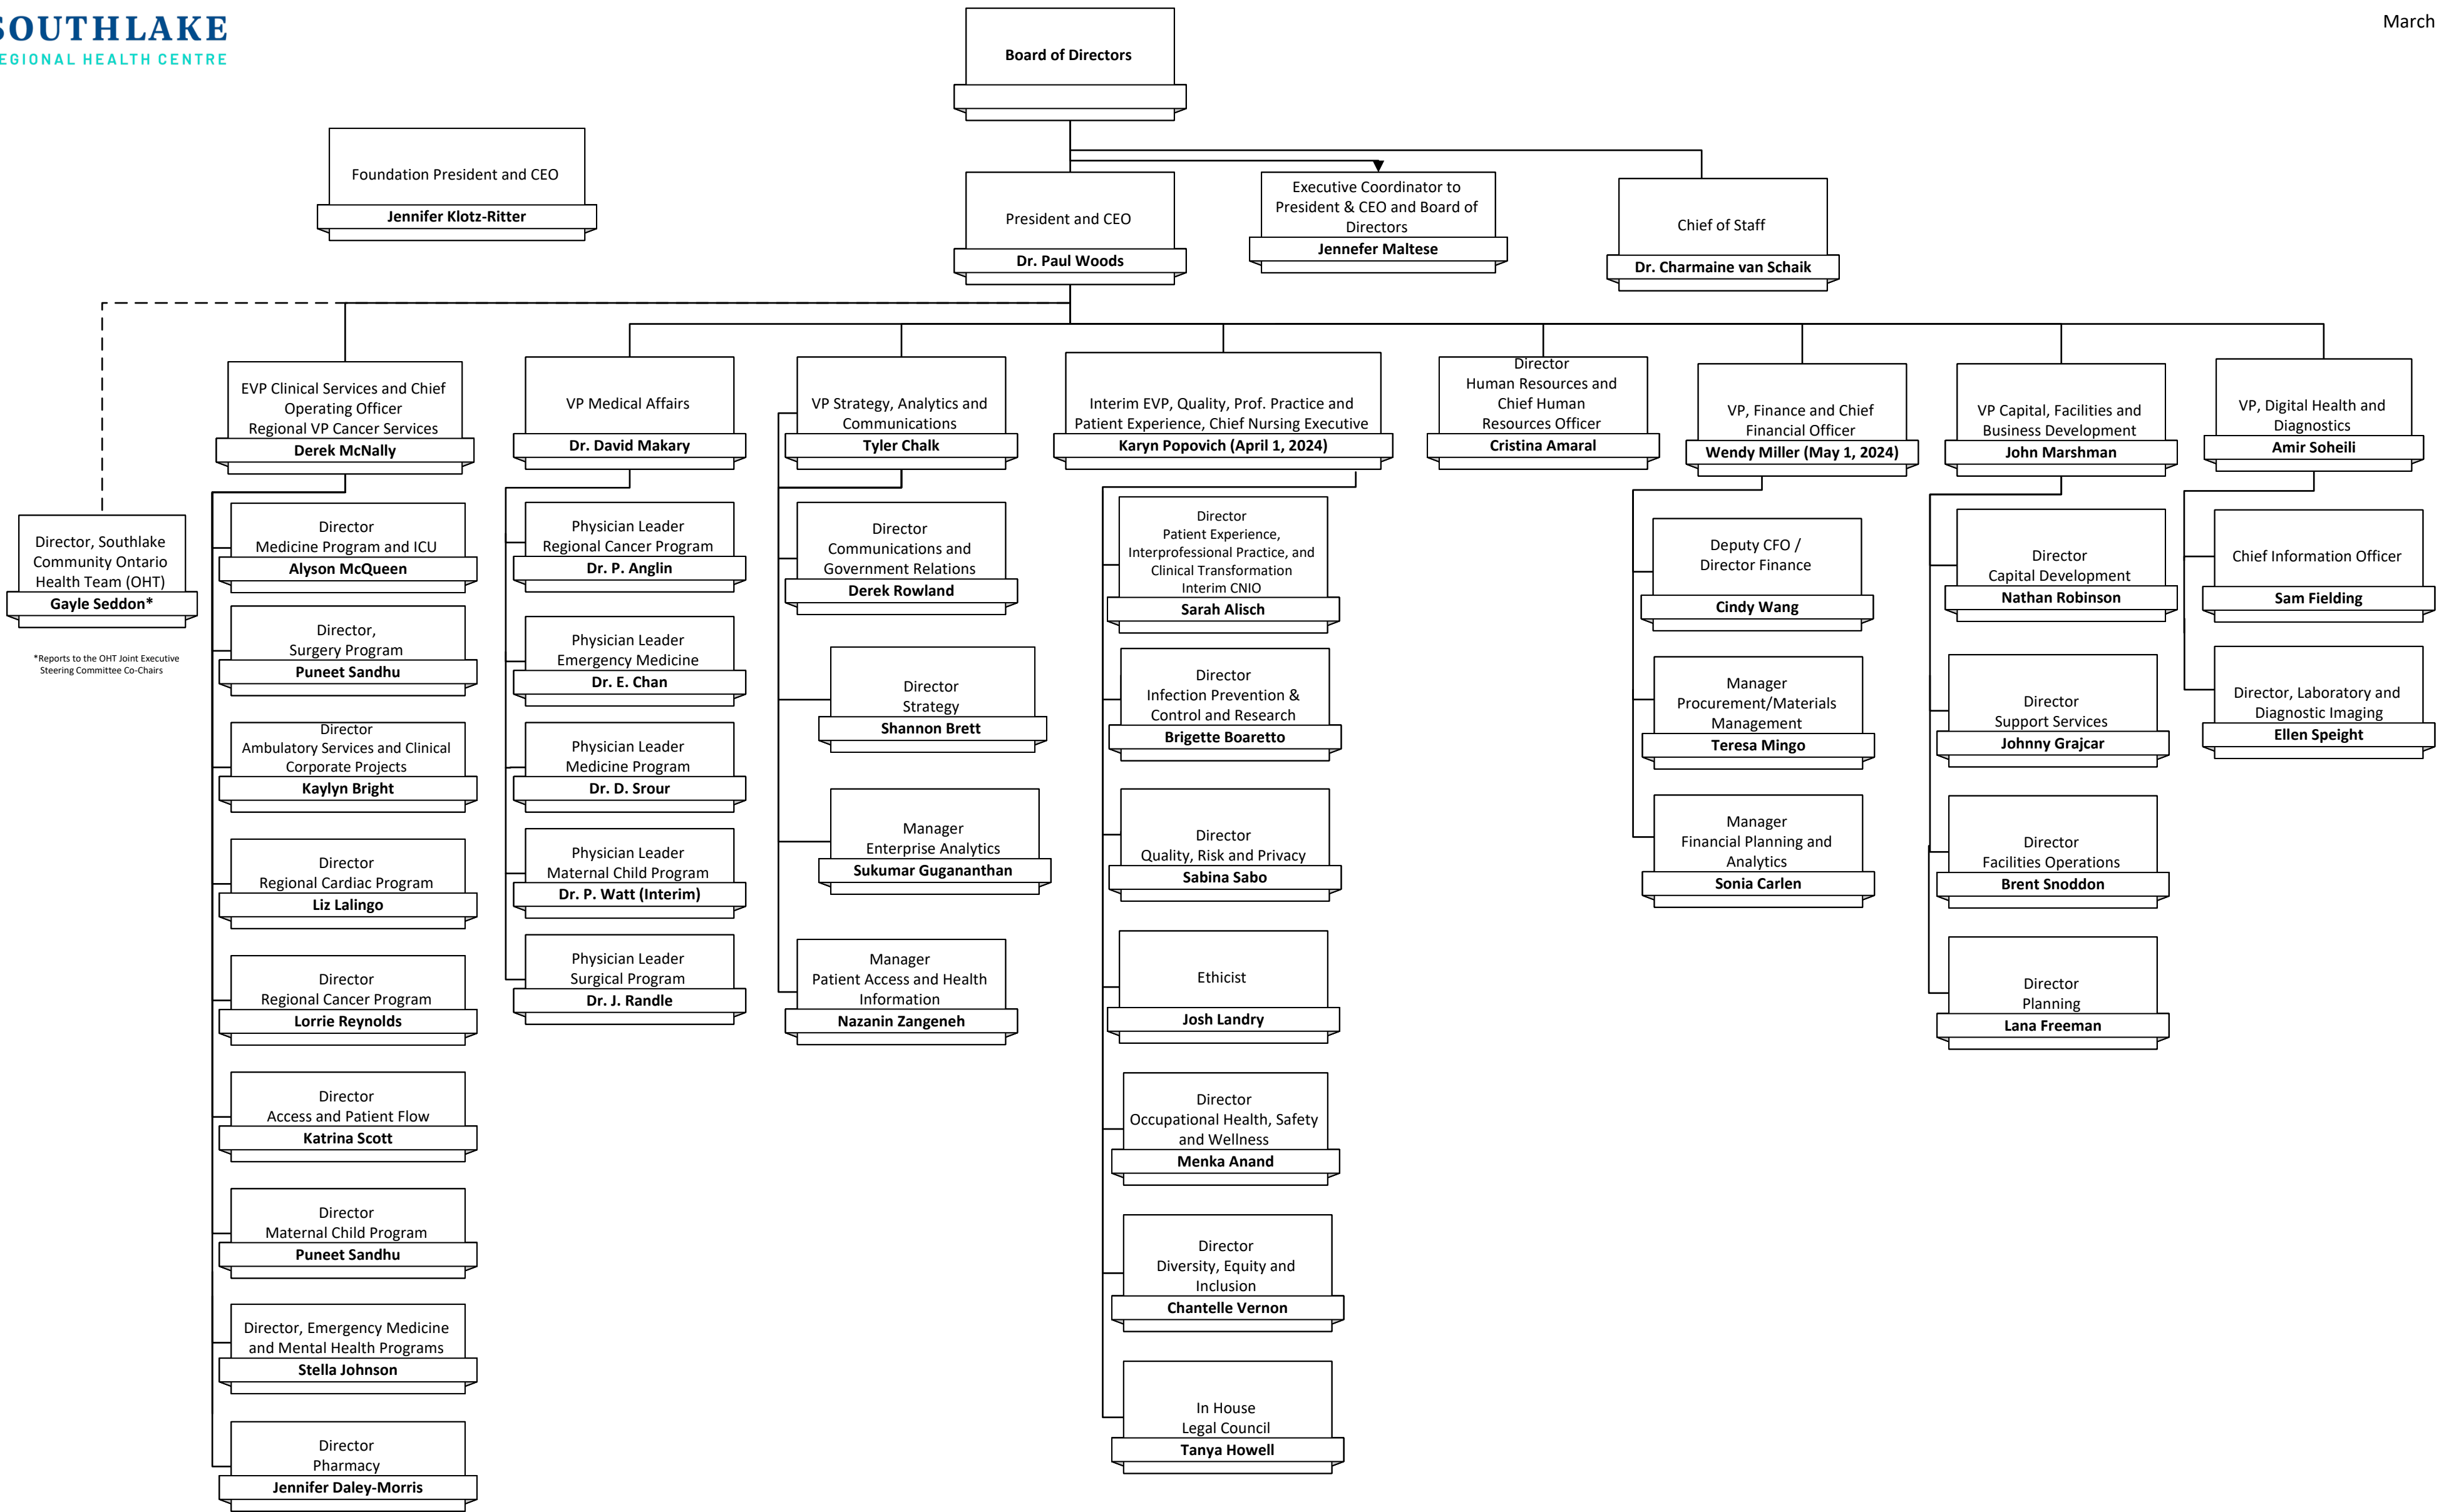 SOUTHLAKE
REGIONAL HEALTH CENTRE
March
Board of Directors
Foundation President and CEO
Jennifer Klotz-Ritter
President and CEO
Dr. Paul Woods
Executive Coordinator to
President & CEO and Board of
Directors
Jennefer Maltese
Chief of Staff
Dr. Charmaine van Schaik
Director, Southlake
Community Ontario
Health Team (OHT)
Gayle Seddon*
*Reports to the OHT Joint Executive
Steering Committee Co-Chairs
EVP Clinical Services and Chief
Operating Officer
Regional VP Cancer Services
Derek McNally
Director
Medicine Program and ICU
Alyson McQueen
Director,
Surgery Program
Puneet Sandhu
Director
Ambulatory Services and Clinical
Corporate Projects
Kaylyn Bright
Director
Regional Cardiac Program
Liz Lalingo
Director
Regional Cancer Program
Lorrie Reynolds
Director
Access and Patient Flow
Katrina Scott
Director
Maternal Child Program
Puneet Sandhu
Director, Emergency Medicine
and Mental Health Programs
Stella Johnson
Director
Pharmacy
Jennifer Daley-Morris
VP Medical Affairs
Dr. David Makary
Physician Leader
Regional Cancer Program
Dr. P. Anglin
Physician Leader
Emergency Medicine
Dr. E. Chan
Physician Leader
Medicine Program
Dr. D. Srour
Physician Leader
Maternal Child Program
Dr. P. Watt (Interim)
Physician Leader
Surgical Program
Dr. J. Randle
VP Strategy, Analytics and
Communications
Tyler Chalk
Director
Communications and
Government Relations
Derek Rowland
Director
Strategy
Shannon Brett
Manager
Enterprise Analytics
Sukumar Gugananthan
Manager
Patient Access and Health
Information
Nazanin Zangeneh
Interim EVP, Quality, Prof. Practice and
Patient Experience, Chief Nursing Executive
Karyn Popovich (April 1, 2024)
Director
Patient Experience,
Interprofessional Practice, and
Clinical Transformation
Interim CNIO
Sarah Alisch
Director
Infection Prevention &
Control and Research
Brigette Boaretto
Director
Quality, Risk and Privacy
Sabina Sabo
Ethicist
Josh Landry
Director
Occupational Health, Safety
and Wellness
Menka Anand
Director
Diversity, Equity and
Inclusion
Chantelle Vernon
In House
Legal Council
Tanya Howell
Director
Human Resources and
Chief Human
Resources Officer
Cristina Amaral
VP, Finance and Chief
Financial Officer
Wendy Miller (May 1, 2024)
Deputy CFO /
Director Finance
Cindy Wang
Manager
Procurement/Materials
Management
Teresa Mingo
Manager
Financial Planning and
Analytics
Sonia Carlen
VP Capital, Facilities and
Business Development
John Marshman
Director
Capital Development
Nathan Robinson
Director
Support Services
Johnny Grajcar
Director
Facilities Operations
Brent Snoddon
Director
Planning
Lana Freeman
VP, Digital Health and
Diagnostics
Amir Soheili
Chief Information Officer
Sam Fielding
Director, Laboratory and
Diagnostic Imaging
Ellen Speight